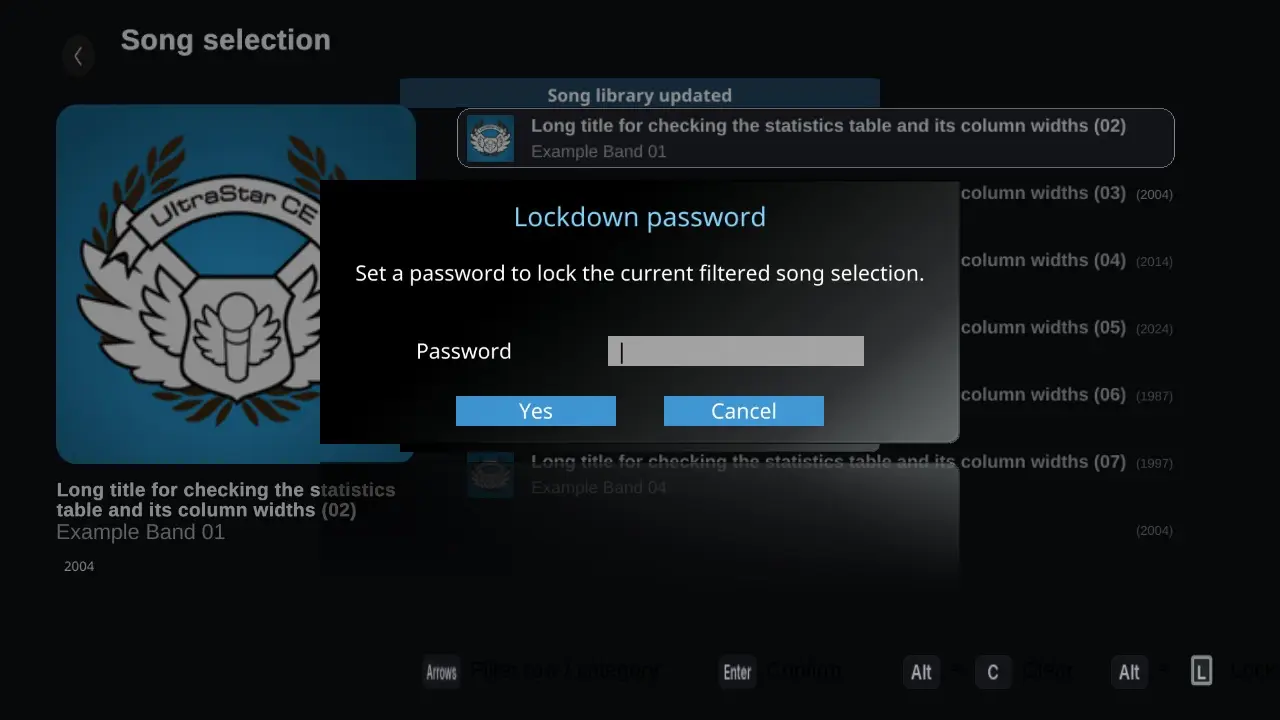 Song selection
Song library updated
Long title for checking the statistics table and its column widths (02)
Example Band 01
UltraStar CE
column widths (03) (2004)
column widths (04) (2014)
column widths (05) (2024)
column widths (06) (1987)
Lockdown password
Set a password to lock the current filtered song selection.
Password
Yes
Cancel
Long title for checking the statistics table and its column widths (07) (1997)
Example Band 04
(2004)
Long title for checking the statistics
table and its column widths (02)
Example Band 01
2004
Arrows
Enter Confirm
Alt + C Clear
Alt + L Lock